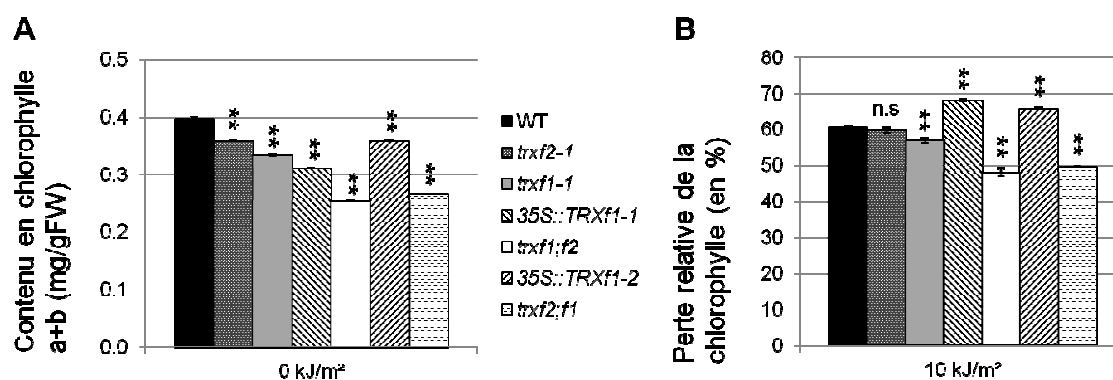 A
Contenu en chlorophylle
a+b (mg/gFW)
0.5
0.4
0.3
0.2
0.1
0.0
**
**
**
**
**
**
0 kJ/m²
WT
trxf2-1
trxf1-1
35S::TRXf1-1
trxf1;f2
35S::TRXf1-2
trxf2;f1
B
Perte relative de la
chlorophylle (en %)
80
70
60
50
40
30
20
10
0
n.s
**
**
**
**
**
10 kJ/m²